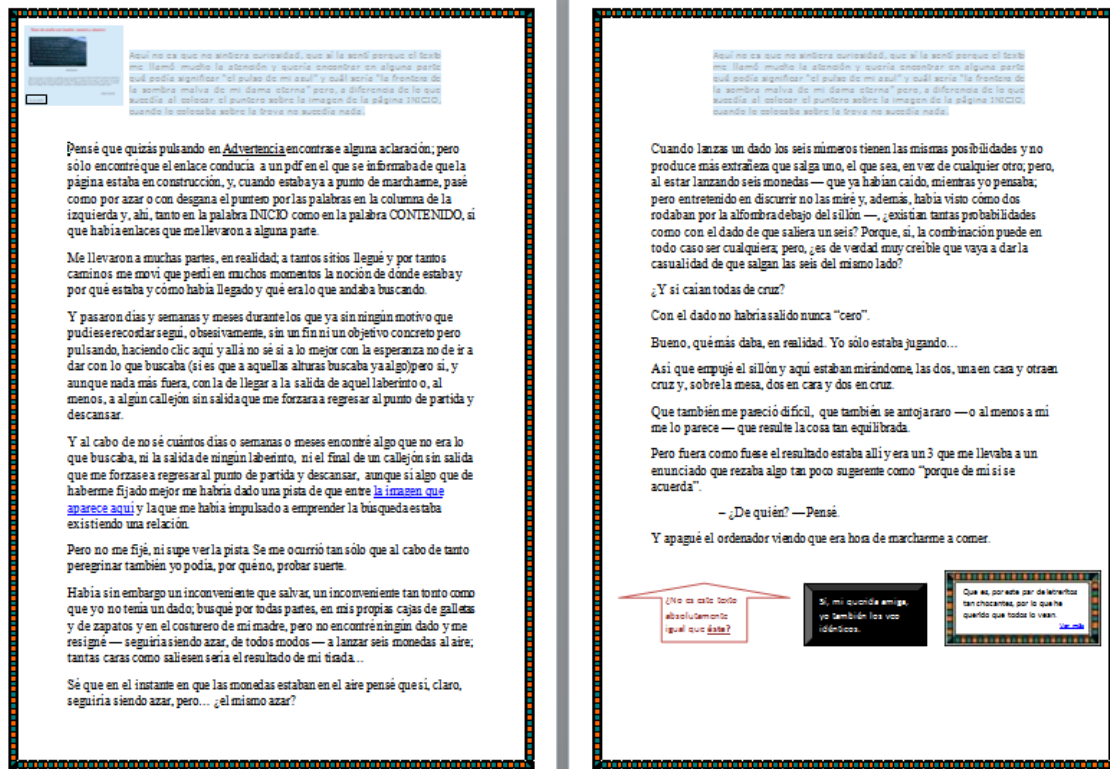 Aquí no es que no sintiera curiosidad, que sí la sentí porque el texto
me llamó mucho la atención y quería encontrar en alguna parte
qué podía significar "el pulso de mi azul" y cuál sería "la frontera de
la sombra malva de mi dama eterna" pero, a diferencia de lo que
sucedía al colocar el puntero sobre la imagen de la página INICIO,
cuando lo colocaba sobre la trova no sucedía nada.
Pensé que quizás pulsando en Advertencia encontrase alguna aclaración; pero
sólo encontré que el enlace conducía a un pdf en el que se informaba de que la
página estaba en construcción, y, cuando estaba ya a punto de marcharme, pasé
como por azar o con desgana el puntero por las palabras en la columna de la
izquierda y, ahí, tanto en la palabra INICIO como en la palabra CONTENIDO, sí
que había enlaces que me llevaron a alguna parte.
Me llevaron a muchas partes, en realidad; a tantos sitios llegué y por tantos
caminos me moví que perdí en muchos momentos la noción de dónde estaba y
por qué estaba y cómo había llegado y qué era lo que andaba buscando.
Y pasaron días y semanas y meses durante los que ya sin ningún motivo que
pudiese recordar seguí, obsesivamente, sin un fin ni un objetivo concreto pero
pulsando, haciendo clic aquí y allá no sé si a lo mejor con la esperanza no de ir a
dar con lo que buscaba (si es que a aquellas alturas buscaba ya algo)pero sí, y
aunque nada más fuera, con la de llegar a la salida de aquel laberinto o, al
menos, a algún callejón sin salida que me forzara a regresar al punto de partida y
descansar.
Y al cabo de no sé cuántos días o semanas o meses encontré algo que no era lo
que buscaba, ni la salida de ningún laberinto, ni el final de un callejón sin salida
que me forzase a regresar al punto de partida y descansar, aunque sí algo que de
haberme fijado mejor me habría dado una pista de que entre la imagen que
aparece aquí y la que me había impulsado a emprender la búsqueda estaba
existiendo una relación.
Pero no me fijé, ni supe ver la pista. Se me ocurrió tan sólo que al cabo de tanto
peregrinar también yo podía, por qué no, probar suerte.
Había sin embargo un inconveniente que salvar, un inconveniente tan tonto como
que yo no tenía un dado; busqué por todas partes, en mis propias cajas de galletas
y de zapatos y en el costurero de mi madre, pero no encontré ningún dado y me
resigné — seguiría siendo azar, de todos modos — a lanzar seis monedas al aire;
tantas caras como saliesen sería el resultado de mi tirada…
Sé que en el instante en que las monedas estaban en el aire pensé que sí, claro,
seguiría siendo azar, pero… ¿el mismo azar?
Aquí no es que no sintiera curiosidad, que sí la sentí porque el texto
me llamó mucho la atención y quería encontrar en alguna parte
qué podía significar "el pulso de mi azul" y cuál sería "la frontera de
la sombra malva de mi dama eterna" pero, a diferencia de lo que
sucedía al colocar el puntero sobre la imagen de la página INICIO,
cuando lo colocaba sobre la trova no sucedía nada.
Cuando lanzas un dado los seis números tienen las mismas posibilidades y no
produce más extrañeza que salga uno, el que sea, en vez de cualquier otro; pero,
al estar lanzando seis monedas — que ya habían caído, mientras yo pensaba;
pero entretenido en discurrir no las miré y, además, había visto cómo dos
rodaban por la alfombra debajo del sillón —, ¿existían tantas probabilidades
como con el dado de que saliera un seis? Porque, sí, la combinación puede en
todo caso ser cualquiera; pero, ¿es de verdad muy creíble que vaya a dar la
casualidad de que salgan las seis del mismo lado?
¿Y si caían todas de cruz?
Con el dado no habría salido nunca “cero”.
Bueno, qué más daba, en realidad. Yo sólo estaba jugando…
Así que empujé el sillón y aquí estaban mirándome, las dos, una en cara y otra en
cruz y, sobre la mesa, dos en cara y dos en cruz.
Que también me pareció difícil, que también se antoja raro — o al menos a mí
me lo parece — que resulte la cosa tan equilibrada.
Pero fuera como fuese el resultado estaba allí y era un 3 que me llevaba a un
enunciado que rezaba algo tan poco sugerente como “porque de mí sí se
acuerda”.
– ¿De quién? — Pensé.
Y apagué el ordenador viendo que era hora de marcharme a comer.
¿No es este texto
absolutamente
igual que éste?
Sí, mi querida amiga,
yo también los veo
idénticos.
Que es, por este par de letreritos
tan chocantes, por lo que he
querido que todos lo vean.
Ver más